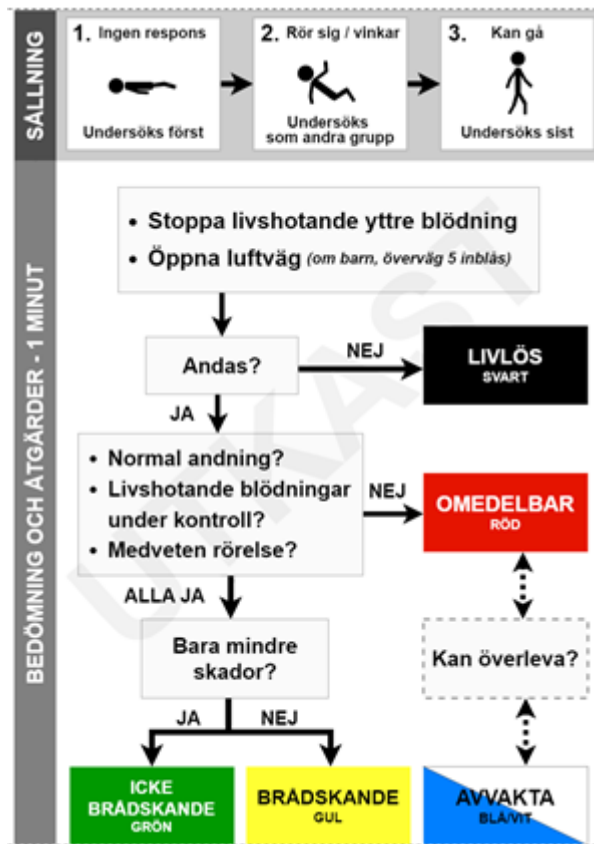 SÅLLNING
1. Ingen respons
Undersöks först
2. Rör sig / vinkar
Undersöks
som andra grupp
3. Kan gå
Undersöks sist
BEDÖMNING OCH ÅTGÄRDER - 1 MINUT
• Stoppa livshotande yttre blödning
• Öppna luftväg (om barn, överväg 5 inblås)
Andas?
NEJ
LIVLÖS
SVART
JA
• Normal andning?
• Livshotande blödningar
under kontroll?
• Medveten rörelse?
NEJ
OMEDELBAR
RÖD
ALLA JA
Bara mindre
skador?
Kan överleva?
JA
NEJ
ICKE
BRÅDSKANDE
GRÖN
BRÅDSKANDE
GUL
AVVAKTA
BLÅ/VIT
UTKAST